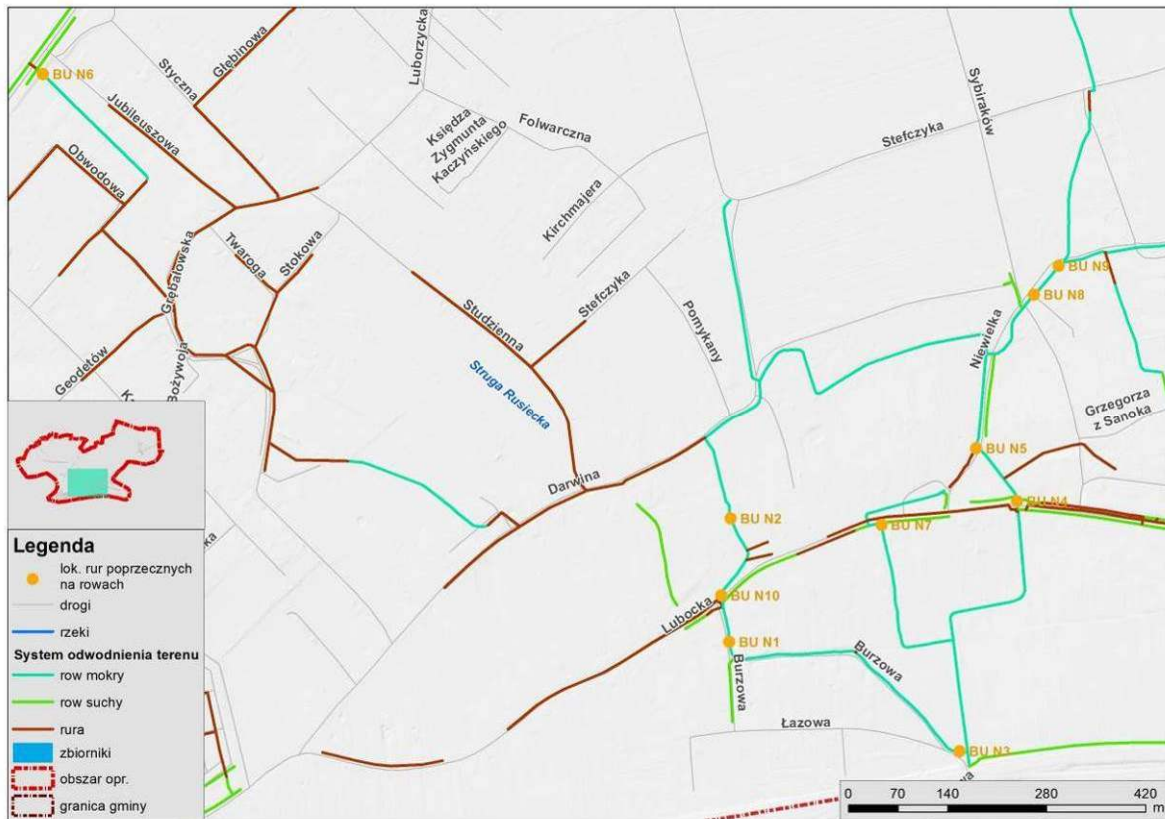 BU N6
Styczna
Głębinowa
Luborzycka
Księdza
Zygmunta
Kaczyńskiego
Folwarczna
Sybiraków
Stefczyka
Jubileuszowa
Obwodowa
Kirchmajera
Twaroga
Stokowa
Grębałowska
BU N9
BU N8
Studzienna
Stefczyka
Pomykany
Niewielka
Struga Rusiecka
Geodetów
Bożywoja
Grzegorza
z Sanoka
BU N5
Darwina
BU N4
BU N2
BU N7
BU N10
Lubocka
BU N1
Burzowa
Burzowa
Łazowa
BU N3
Legenda
lok. rur poprzecznych
na rowach
drogi
rzeki
System odwodnienia terenu
row mokry
row suchy
rura
zbiorniki
obszar opr.
granica gminy
0 70 140 280 420
m